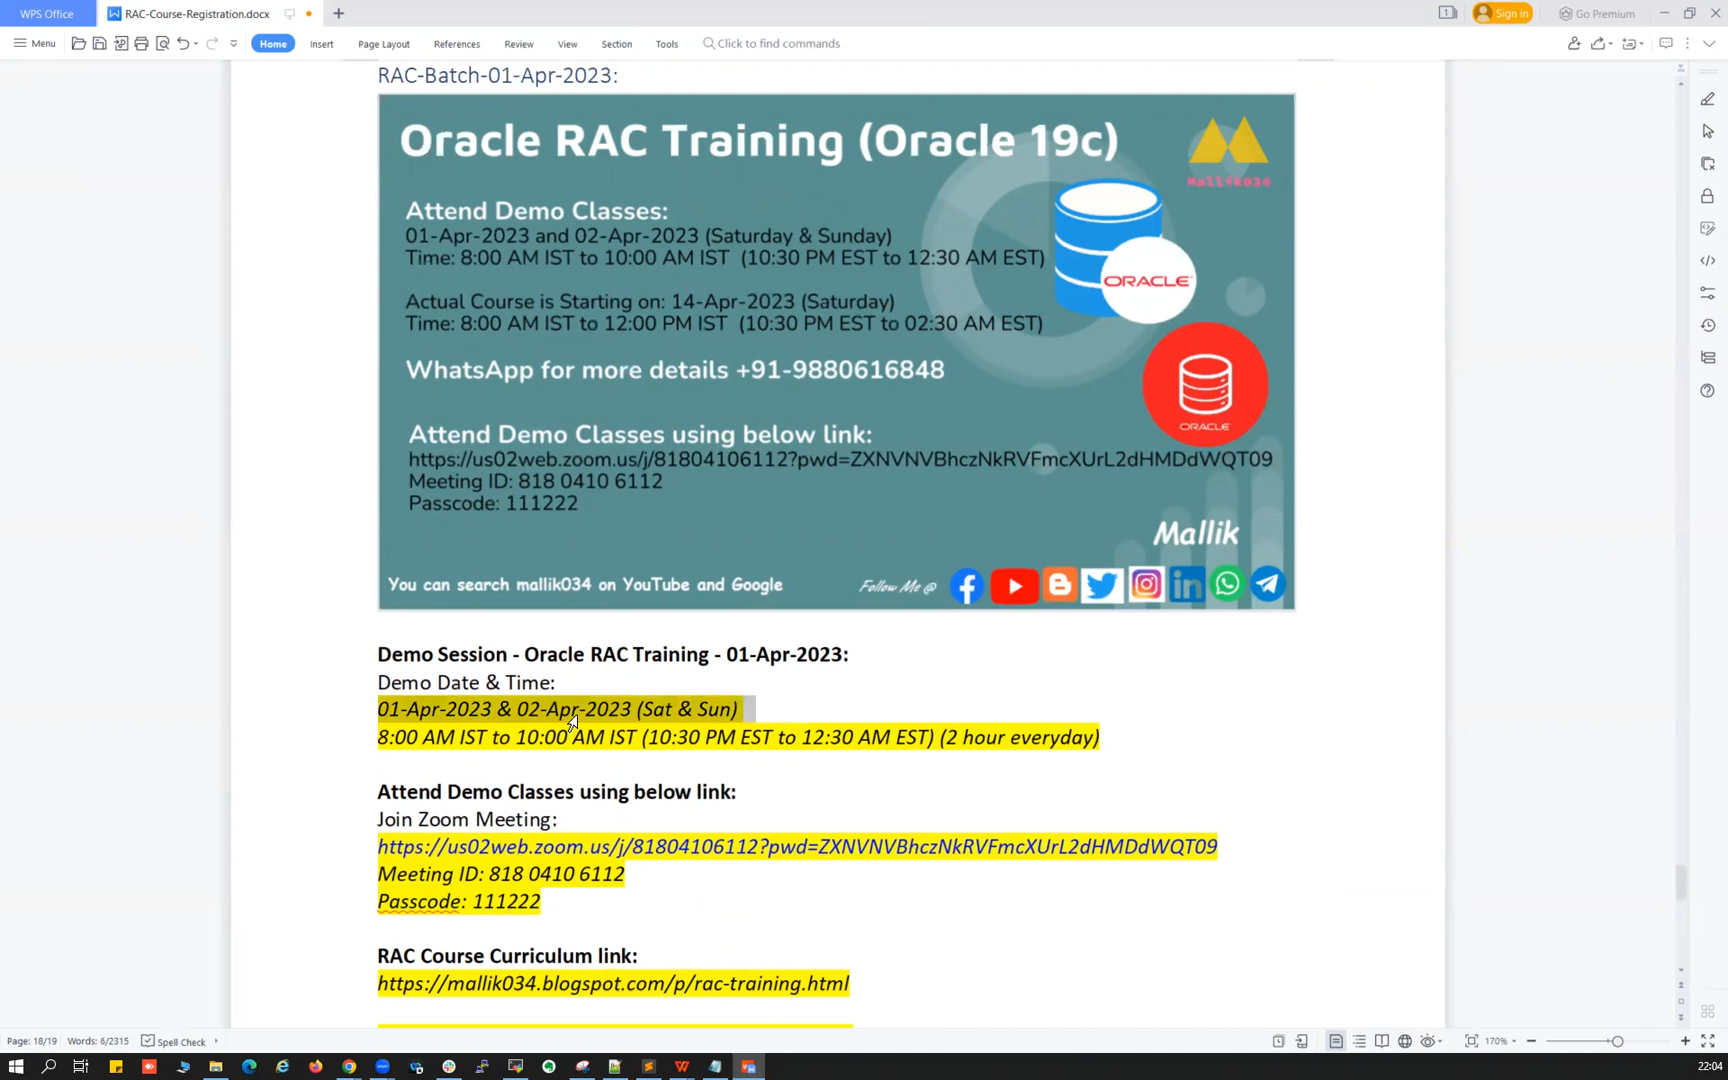 WPS Office
RAC-Course-Registration.docx
1
Sign in
Go Premium
Menu
Home
Insert
Page Layout
References
Review
View
Section
Tools
Click to find commands
RAC-Batch-01-Apr-2023:
Oracle RAC Training (Oracle 19c)
Mallik034
Attend Demo Classes:
01-Apr-2023 and 02-Apr-2023 (Saturday & Sunday)
Time: 8:00 AM IST to 10:00 AM IST (10:30 PM EST to 12:30 AM EST)
ORACLE
Actual Course is Starting on: 14-Apr-2023 (Saturday)
Time: 8:00 AM IST to 12:00 PM IST (10:30 PM EST to 02:30 AM EST)
WhatsApp for more details +91-9880616848
ORACLE
Attend Demo Classes using below link:
https://us02web.zoom.us/j/81804106112?pwd=ZXNVNVBhczNkRVFmcXUrL2dHMDdWQT09
Meeting ID: 818 0410 6112
Passcode: 111222
Mallik
You can search mallik034 on YouTube and Google
Follow Me @
Demo Session - Oracle RAC Training - 01-Apr-2023:
Demo Date & Time:
01-Apr-2023 & 02-Apr-2023 (Sat & Sun)
8:00 AM IST to 10:00 AM IST (10:30 PM EST to 12:30 AM EST) (2 hour everyday)
Attend Demo Classes using below link:
Join Zoom Meeting:
https://us02web.zoom.us/j/81804106112?pwd=ZXNVNVBhczNkRVFmcXUrL2dHMDdWQT09
Meeting ID: 818 0410 6112
Passcode: 111222
RAC Course Curriculum link:
https://mallik034.blogspot.com/p/rac-training.html
Page: 18/19
Words: 6/2315
Spell Check
170%
22:04